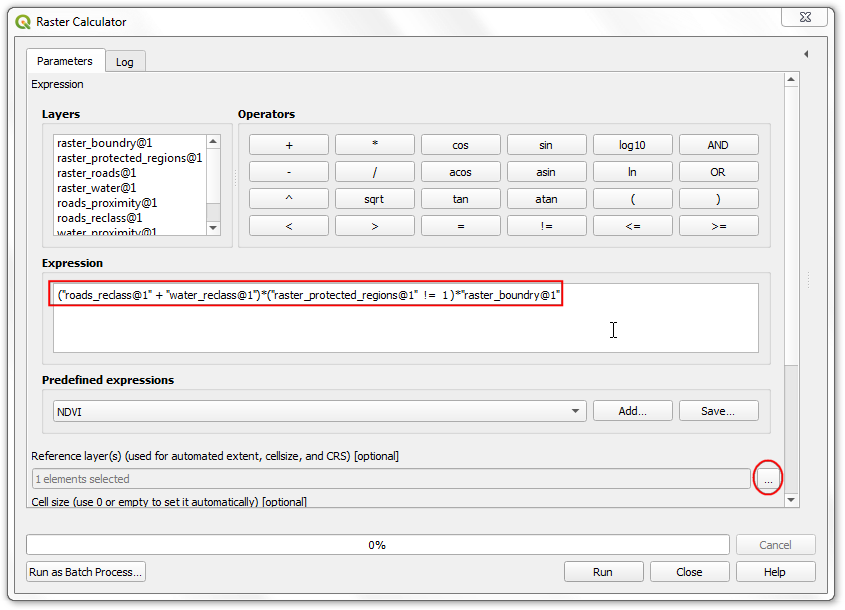 Raster Calculator
Parameters Log
Expression
Layers
Operators
raster_boundry@1
raster_protected_regions@1
raster_roads@1
raster_water@1
roads_proximity@1
roads_reclass@1
water_proximity@1
+ * cos sin log10 AND
- / acos asin ln OR
^ sqrt tan atan ( )
< > = != <= >=
Expression
("roads_reclass@1" + "water_reclass@1")*("raster_protected_regions@1" != 1)*"raster_boundry@1"
Predefined expressions
NDVI Add... Save...
Reference layer(s) (used for automated extent, cellsize, and CRS) [optional]
1 elements selected ...
Cell size (use 0 or empty to set it automatically) [optional]
0% Cancel
Run as Batch Process... Run Close Help